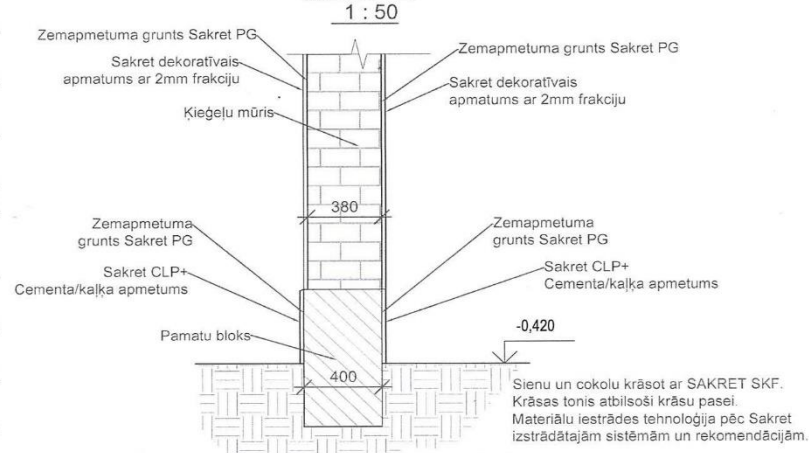 1 : 50
Zemapmetuma grunts Sakret PG
Zemapmetuma grunts Sakret PG
Sakret dekoratīvais
apmatums ar 2mm frakciju
Sakret dekoratīvais
apmatums ar 2mm frakciju
Ķieģeļu mūris
380
Zemapmetuma
grunts Sakret PG
Zemapmetuma
grunts Sakret PG
Sakret CLP+
Cementa/kaļķa apmetums
Sakret CLP+
Cementa/kaļķa apmetums
Pamatu bloks
-0,420
400
Sienu un cokolu krāsot ar SAKRET SKF.
Krāsas tonis atbilsoši krāsu pasei.
Materiālu iestrādes tehnoloģija pēc Sakret
izstrādātajām sistēmām un rekomendācijām.